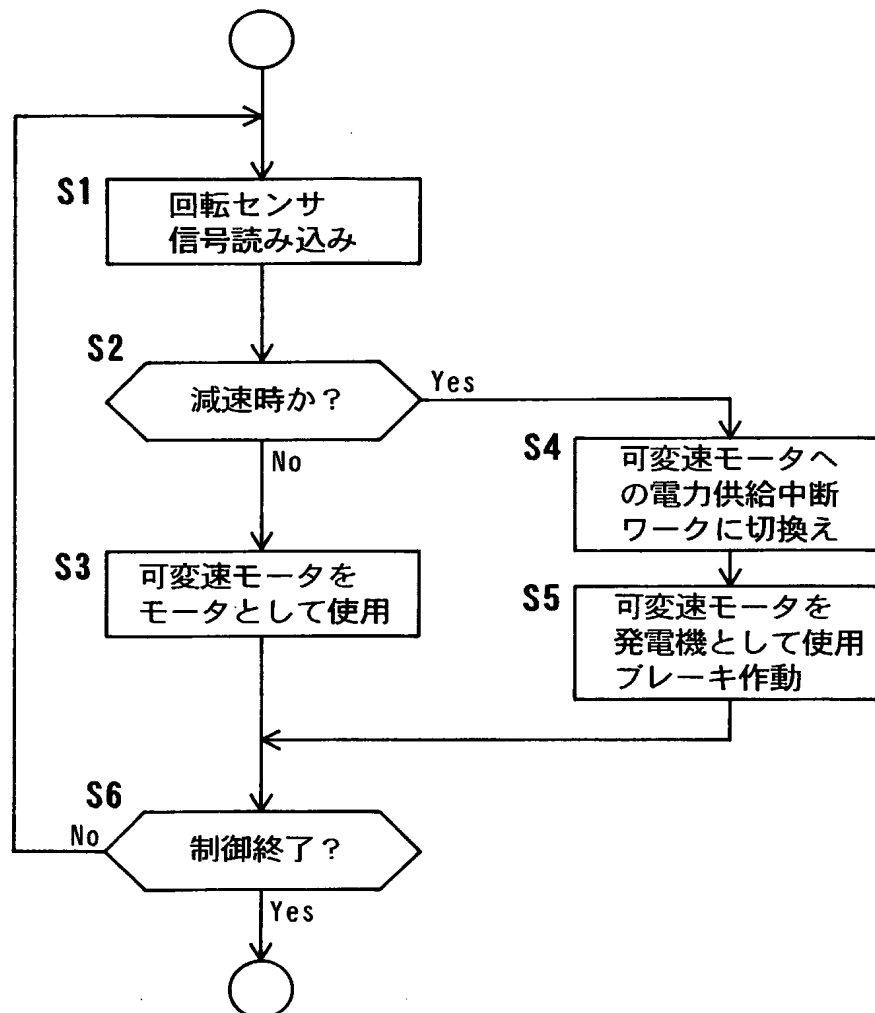 S1
回転センサ
信号読み込み
S2
減速時か？
Yes
No
S3
可変速モータを
モータとして使用
S4
可変速モータへ
の電力供給中断
ワークに切換え
S5
可変速モータを
発電機として使用
ブレーキ作動
S6
制御終了？
No
Yes